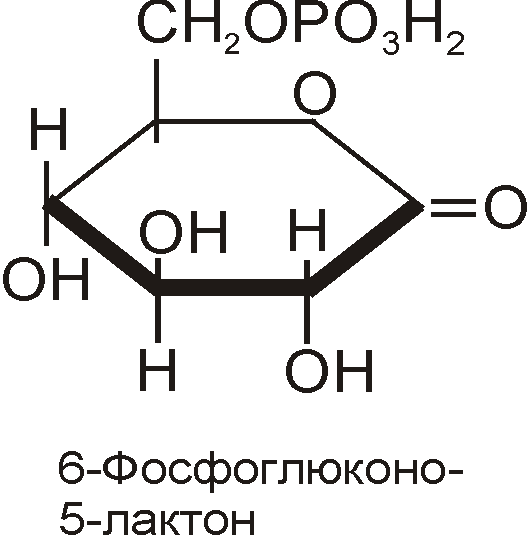 CH₂OPO₃H₂
O
H
OH H
O
OH
H OH
6-Фосфоглюконо-
5-лактон